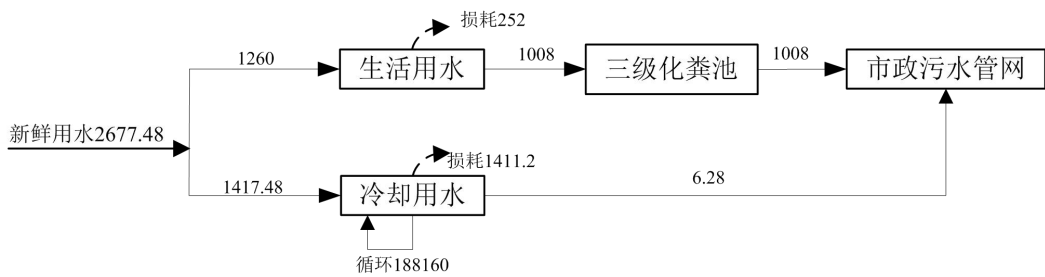 损耗252
1260
生活用水
1008
三级化粪池
1008
市政污水管网
新鲜用水2677.48
损耗1411.2
1417.48
冷却用水
6.28
循环188160